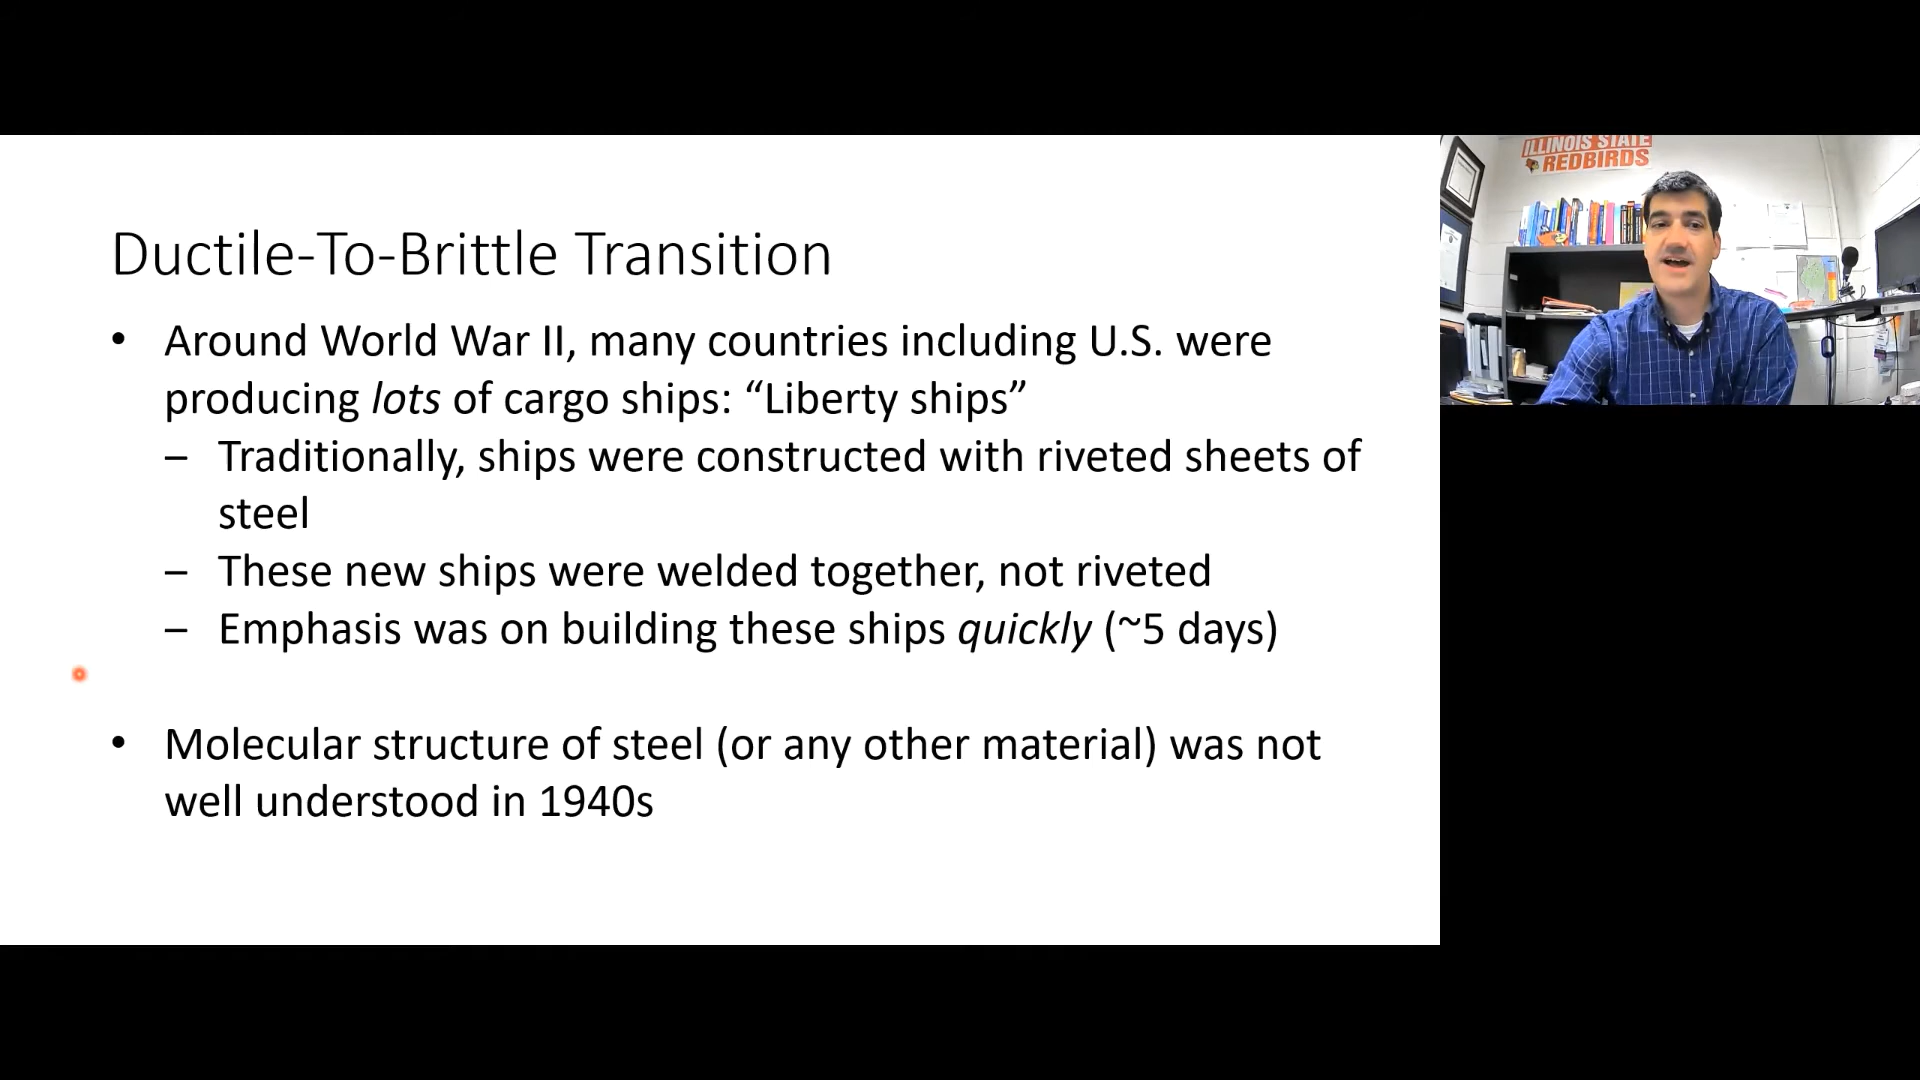 Ductile-To-Brittle Transition
• Around World War II, many countries including U.S. were
producing lots of cargo ships: “Liberty ships”
– Traditionally, ships were constructed with riveted sheets of
steel
– These new ships were welded together, not riveted
– Emphasis was on building these ships quickly (~5 days)
• Molecular structure of steel (or any other material) was not
well understood in 1940s
ILLINOIS STATE
REDBIRDS